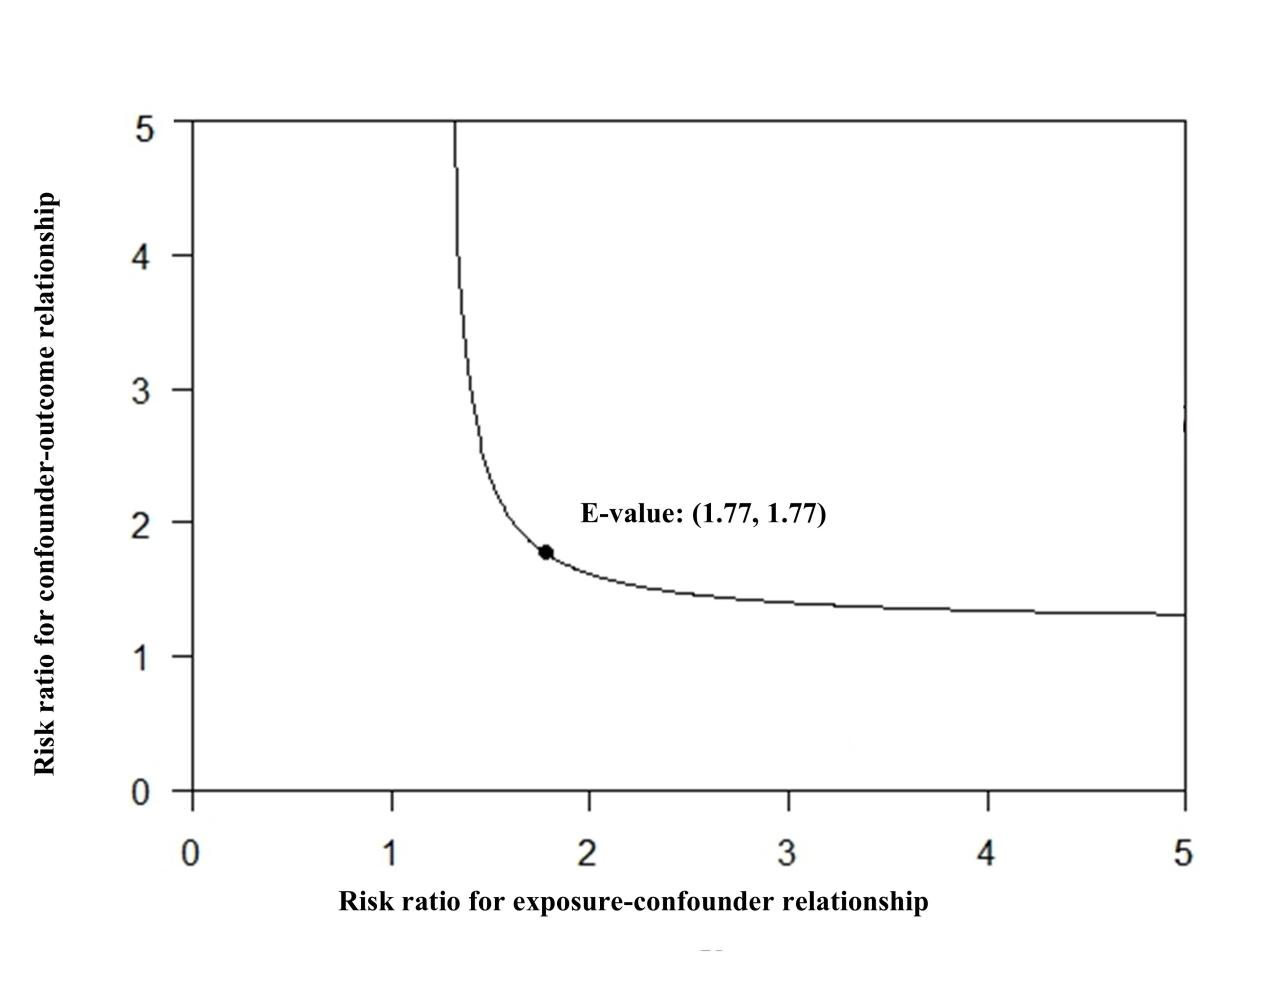 5
4
3
2
1
0
Risk ratio for confounder-outcome relationship
E-value: (1.77, 1.77)
0 1 2 3 4 5
Risk ratio for exposure-confounder relationship